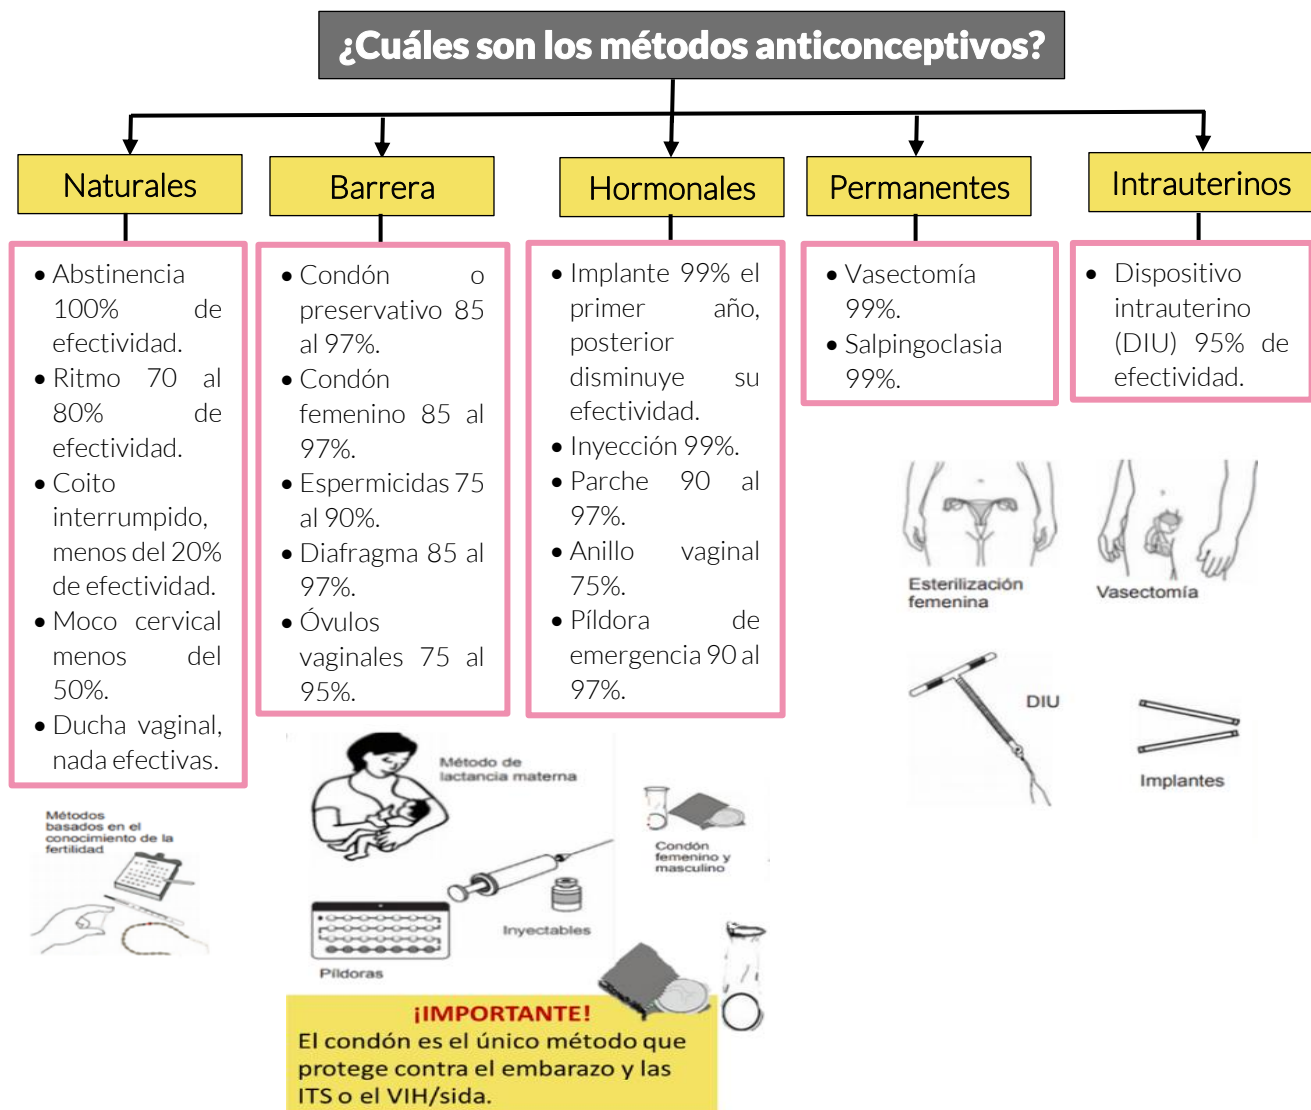 ¿Cuáles son los métodos anticonceptivos?
Naturales
• Abstinencia
100% de
efectividad.
• Ritmo 70 al
80% de
efectividad.
• Coito
interrumpido,
menos del 20%
de efectividad.
• Moco cervical
menos del
50%.
• Ducha vaginal,
nada efectivas.
Barrera
• Condón o
preservativo 85
al 97%.
• Condón
femenino 85 al
97%.
• Espermicidas 75
al 90%.
• Diafragma 85 al
97%.
• Óvulos
vaginales 75 al
95%.
Hormonales
• Implante 99% el
primer año,
posterior
disminuye su
efectividad.
• Inyección 99%.
• Parche 90 al
97%.
• Anillo vaginal
75%.
• Píldora de
emergencia 90 al
97%.
Permanentes
• Vasectomía
99%.
• Salpingoclasia
99%.
Intrauterinos
• Dispositivo
intrauterino
(DIU) 95% de
efectividad.
Esterilización
femenina
Vasectomía
DIU
Implantes
Métodos
basados en el
conocimiento de la
fertilidad
Método de
lactancia materna
Condón
femenino y
masculino
Inyectables
Píldoras
¡IMPORTANTE!
El condón es el único método que
protege contra el embarazo y las
ITS o el VIH/sida.